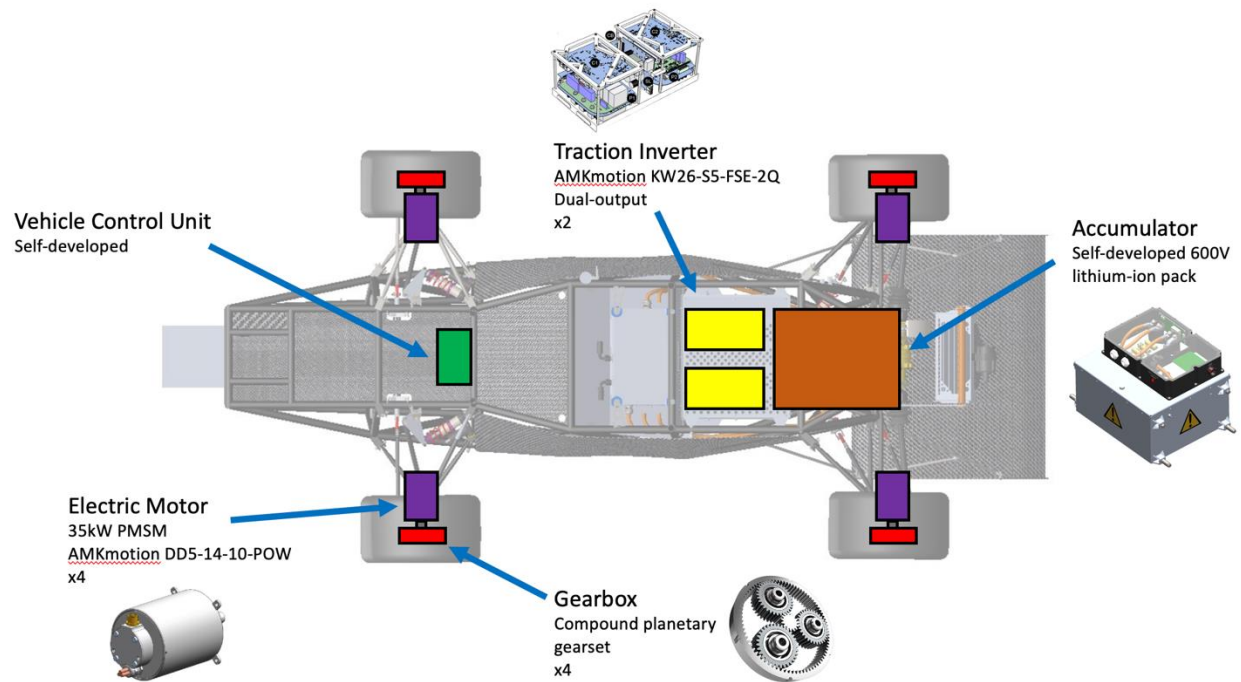 Traction Inverter
AMKmotion KW26-S5-FSE-2Q
Dual-output
x2
Vehicle Control Unit
Self-developed
Accumulator
Self-developed 600V
lithium-ion pack
Electric Motor
35kW PMSM
AMKmotion DD5-14-10-POW
x4
Gearbox
Compound planetary
gearset
x4